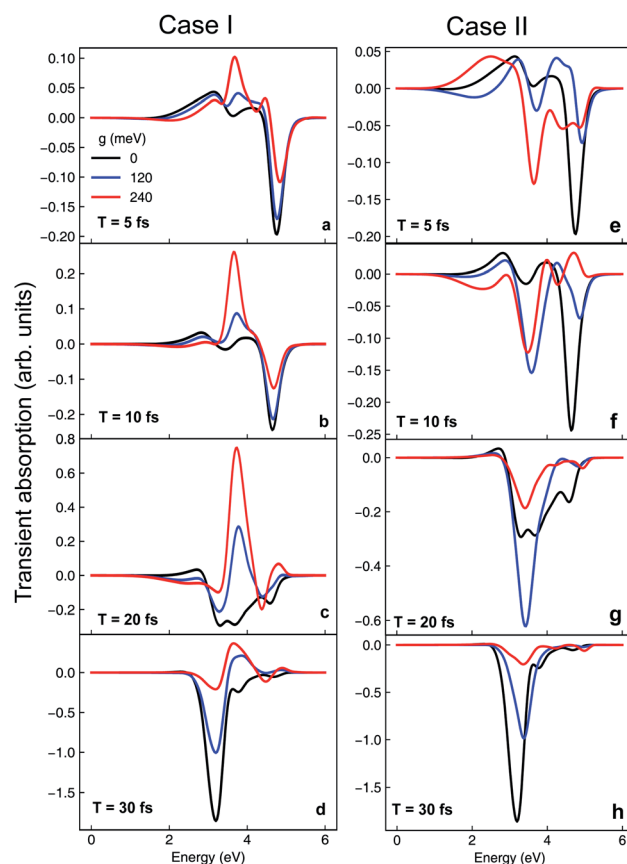 Case I
Case II
Transient absorption (arb. units)
0.10
0.05
0.00
−0.05
−0.10
−0.15
−0.20
g (meV)
0
120
240
T = 5 fs
a
0.05
0.00
−0.05
−0.10
−0.15
−0.20
T = 5 fs
e
0.2
0.1
0.0
−0.1
−0.2
T = 10 fs
b
0.00
−0.05
−0.10
−0.15
−0.20
−0.25
T = 10 fs
f
0.8
0.6
0.4
0.2
0.0
−0.2
T = 20 fs
c
0.0
−0.2
−0.4
−0.6
T = 20 fs
g
0.0
−0.5
−1.0
−1.5
T = 30 fs
d
0 2 4 6
Energy (eV)
0.0
−0.5
−1.0
−1.5
T = 30 fs
h
0 2 4 6
Energy (eV)